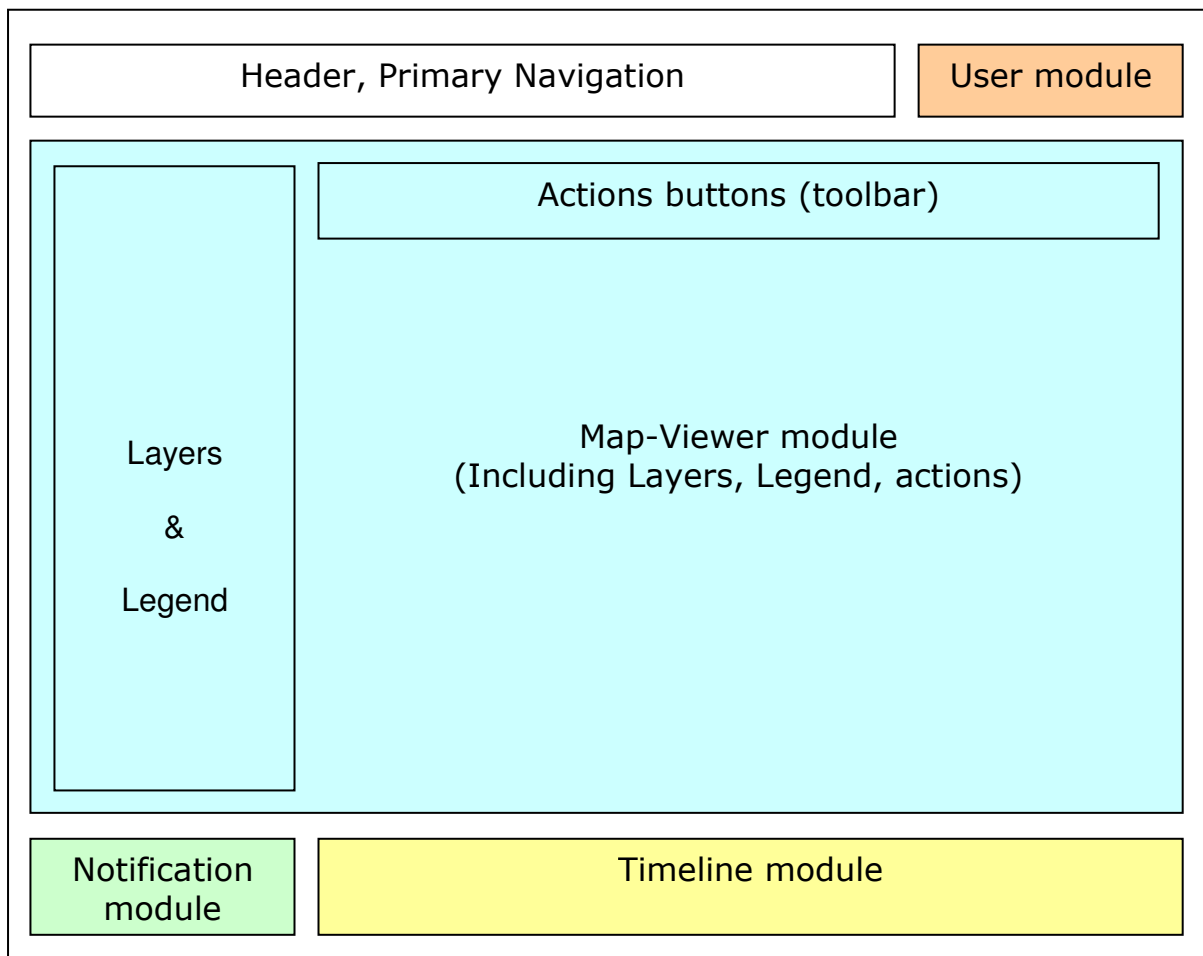 Header, Primary Navigation
User module
Actions buttons (toolbar)
Layers
&
Legend
Map-Viewer module
(Including Layers, Legend, actions)
Notification
module
Timeline module